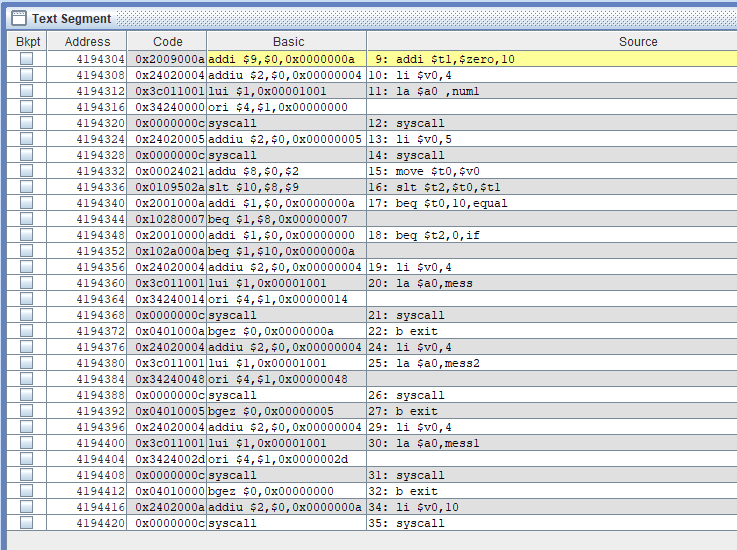 Text Segment
Bkpt Address Code Basic Source
4194304 0x2009000a addi $9,$0,0x0000000a 9: addi $t1,$zero,10
4194308 0x24020004 addiu $2,$0,0x00000004 10: li $v0,4
4194312 0x3c011001 lui $1,0x00001001 11: la $a0 ,num1
4194316 0x34240000 ori $4,$1,0x00000000
4194320 0x0000000c syscall 12: syscall
4194324 0x24020005 addiu $2,$0,0x00000005 13: li $v0,5
4194328 0x0000000c syscall 14: syscall
4194332 0x00024021 addu $8,$0,$2 15: move $t0,$v0
4194336 0x0109502a slt $10,$8,$9 16: slt $t2,$t0,$t1
4194340 0x2001000a addi $1,$0,0x0000000a 17: beq $t0,10,equal
4194344 0x10280007 beq $1,$8,0x00000007
4194348 0x20010000 addi $1,$0,0x00000000 18: beq $t2,0,if
4194352 0x102a000a beq $1,$10,0x0000000a
4194356 0x24020004 addiu $2,$0,0x00000004 19: li $v0,4
4194360 0x3c011001 lui $1,0x00001001 20: la $a0,mess
4194364 0x34240014 ori $4,$1,0x00000014
4194368 0x0000000c syscall 21: syscall
4194372 0x0401000a bgez $0,0x0000000a 22: b exit
4194376 0x24020004 addiu $2,$0,0x00000004 24: li $v0,4
4194380 0x3c011001 lui $1,0x00001001 25: la $a0,mess2
4194384 0x34240048 ori $4,$1,0x00000048
4194388 0x0000000c syscall 26: syscall
4194392 0x04010005 bgez $0,0x00000005 27: b exit
4194396 0x24020004 addiu $2,$0,0x00000004 29: li $v0,4
4194400 0x3c011001 lui $1,0x00001001 30: la $a0,mess1
4194404 0x3424002d ori $4,$1,0x0000002d
4194408 0x0000000c syscall 31: syscall
4194412 0x04010000 bgez $0,0x00000000 32: b exit
4194416 0x2402000a addiu $2,$0,0x0000000a 34: li $v0,10
4194420 0x0000000c syscall 35: syscall